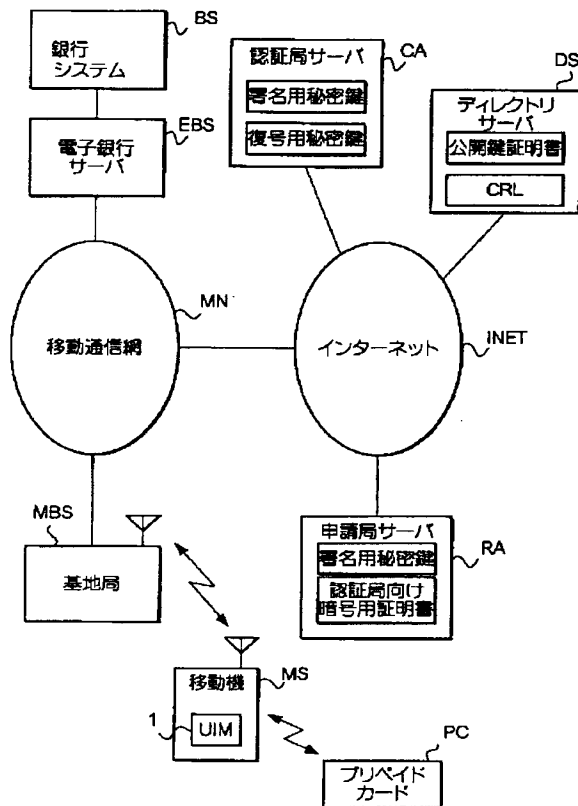 BS
銀行
システム
EBS
電子銀行
サーバ
認証局サーバ
CA
署名用秘密鍵
復号用秘密鍵
DS
ディレクトリ
サーバ
公開鍵証明書
CRL
MN
移動通信網
インターネット
INET
MBS
基地局
申請局サーバ
署名用秘密鍵
認証局向け
暗号用証明書
RA
移動機
MS
1
UIM
PC
プリペイド
カード